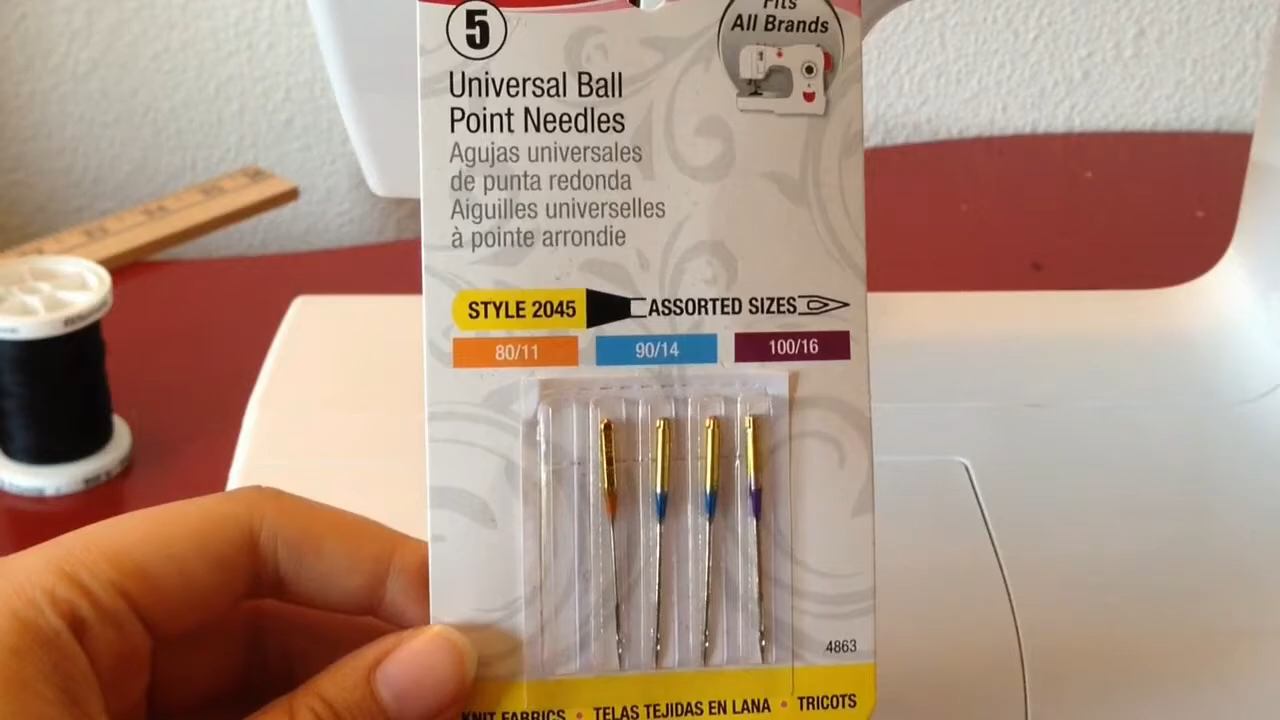 5
Fits
All Brands
Universal Ball
Point Needles
Agujas universales
de punta redonda
Aiguilles universelles
à pointe arrondie
STYLE 2045
ASSORTED SIZES
80/11
90/14
100/16
4863
KNIT FABRICS • TELAS TEJIDAS EN LANA • TRICOTS